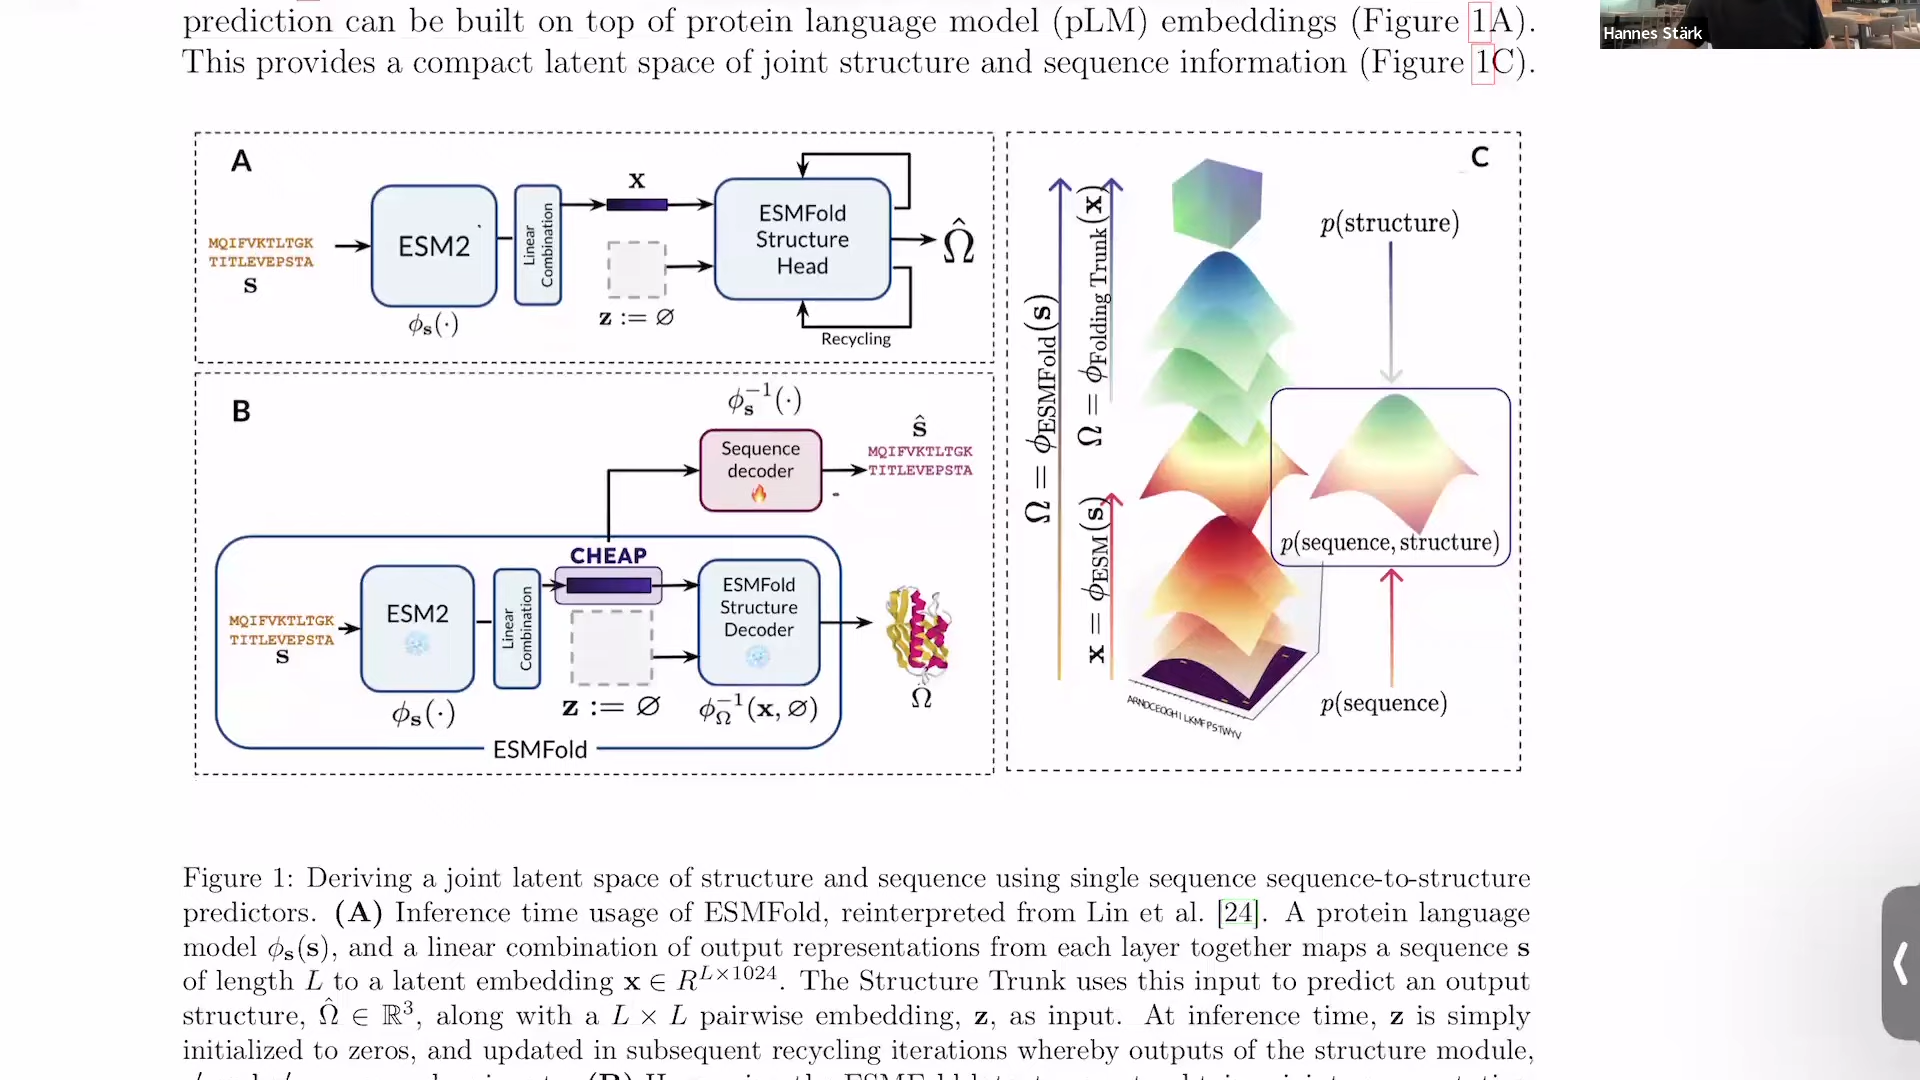 prediction can be built on top of protein language model (pLM) embeddings (Figure 1A).
This provides a compact latent space of joint structure and sequence information (Figure 1C).
Hannes Stärk
A
MQIFVKTLTGK
TITLEVEPSTA
s
ESM2
ϕs(·)
Linear
Combination
x
z := ∅
ESMFold
Structure
Head
Recycling
Ω̂
B
ϕs⁻¹(·)
Sequence
decoder
ŝ
MQIFVKTLTGK
TITLEVEPSTA
CHEAP
MQIFVKTLTGK
TITLEVEPSTA
s
ESM2
ϕs(·)
Linear
Combination
z := ∅
ESMFold
Structure
Decoder
ϕΩ⁻¹(x, ∅)
Ω
ESMFold
C
Ω = ϕESMFold(s)
Ω = ϕFolding Trunk(x)
x = ϕESM(s)
p(structure)
p(sequence, structure)
p(sequence)
ARNDCEQGHILKMFPSTWYV
Figure 1: Deriving a joint latent space of structure and sequence using single sequence sequence-to-structure
predictors. (A) Inference time usage of ESMFold, reinterpreted from Lin et al. [24]. A protein language
model ϕs(s), and a linear combination of output representations from each layer together maps a sequence s
of length L to a latent embedding x ∈ R^{L×1024}. The Structure Trunk uses this input to predict an output
structure, Ω̂ ∈ ℝ³, along with a L × L pairwise embedding, z, as input. At inference time, z is simply
initialized to zeros, and updated in subsequent recycling iterations whereby outputs of the structure module,